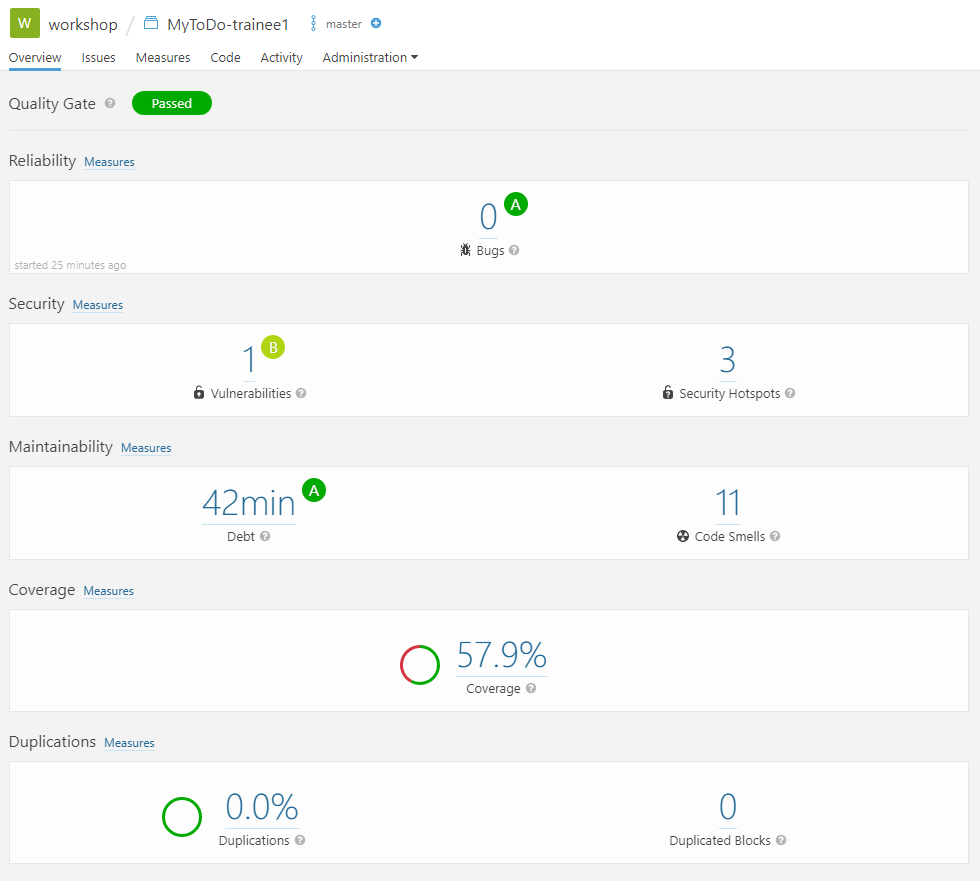 W workshop / MyToDo-trainee1 master
Overview Issues Measures Code Activity Administration
Quality Gate ? Passed
Reliability Measures
0 A
Bugs ?
started 25 minutes ago
Security Measures
1 B 3
Vulnerabilities ? Security Hotspots ?
Maintainability Measures
42min A 11
Debt ? Code Smells ?
Coverage Measures
57.9%
Coverage ?
Duplications Measures
0.0% 0
Duplications ? Duplicated Blocks ?